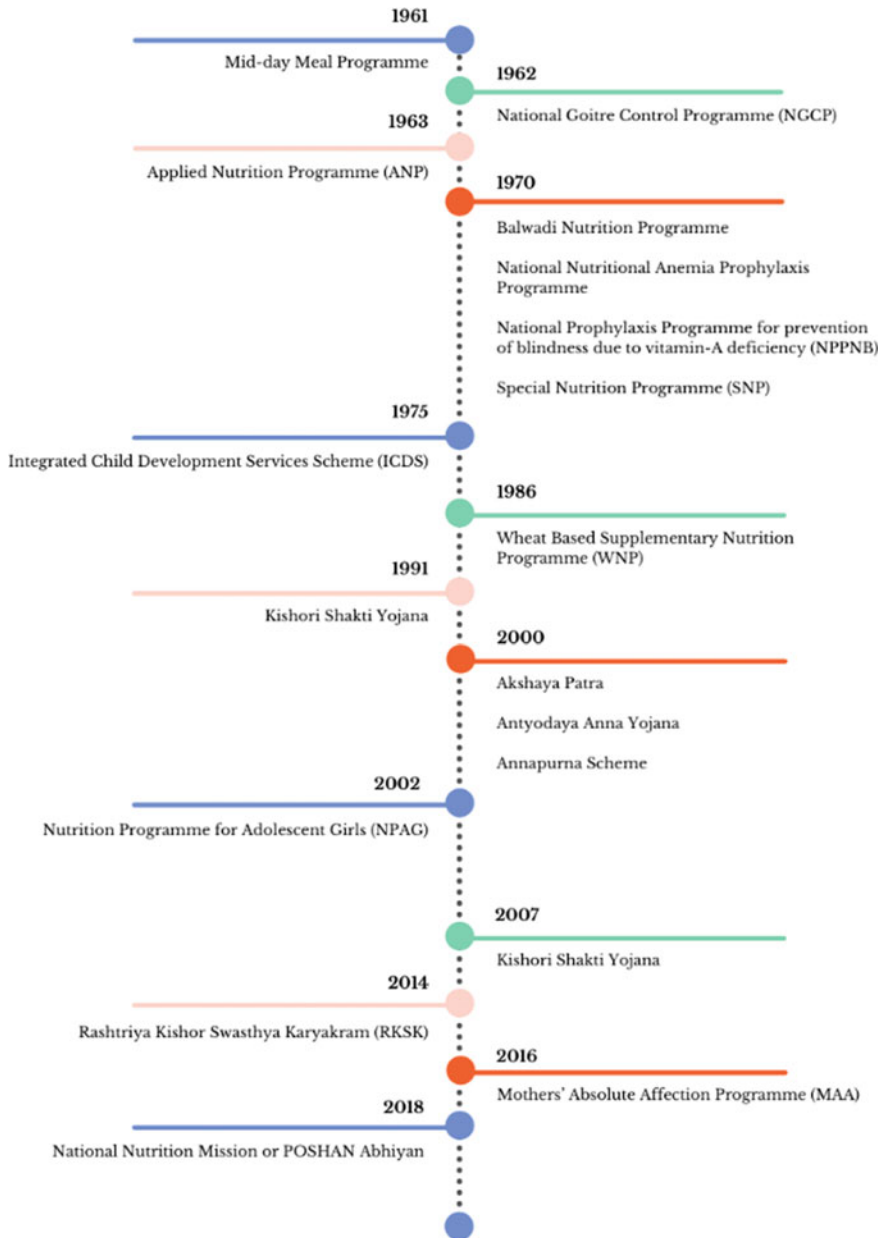 1961
Mid-day Meal Programme
1962
National Goitre Control Programme (NGCP)
1963
Applied Nutrition Programme (ANP)
1970
Balwadi Nutrition Programme
National Nutritional Anemia Prophylaxis
Programme
National Prophylaxis Programme for prevention
of blindness due to vitamin-A deficiency (NPPNB)
Special Nutrition Programme (SNP)
1975
Integrated Child Development Services Scheme (ICDS)
1986
Wheat Based Supplementary Nutrition
Programme (WNP)
1991
Kishori Shakti Yojana
2000
Akshaya Patra
Antyodaya Anna Yojana
Annapurna Scheme
2002
Nutrition Programme for Adolescent Girls (NPAG)
2007
Kishori Shakti Yojana
2014
Rashtriya Kishor Swasthya Karyakram (RKSK)
2016
Mothers' Absolute Affection Programme (MAA)
2018
National Nutrition Mission or POSHAN Abhiyan